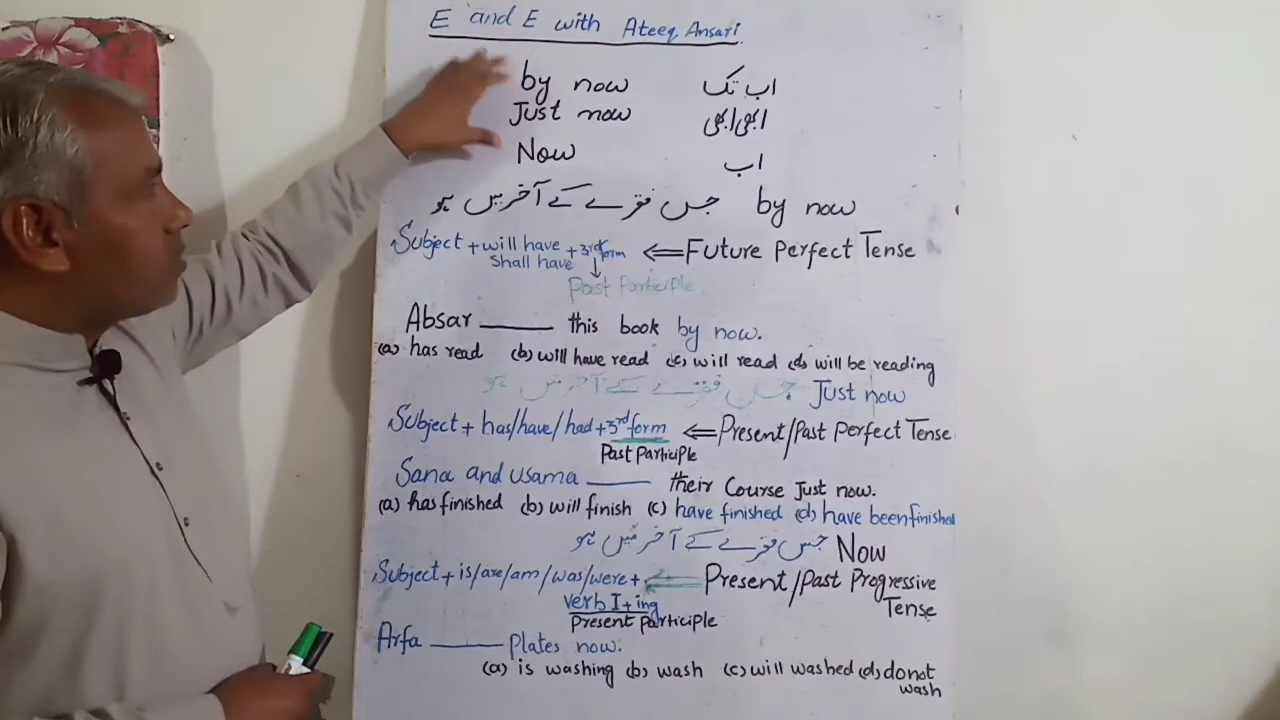 E and E with Ateeq Ansari.
by now اب تک
Just now ابھی ابھی
Now اب
by now جس فقرے کے آخر میں ہو
Subject + will have + 3rd form ⇐ Future Perfect Tense
Shall have
Past Participle
Absar ______ this book by now.
(a) has read (b) will have read (c) will read (d) will be reading
Just now جس فقرے کے آخر میں ہو
Subject + has/have/had + 3rd form ⇐ Present/Past Perfect Tense
Past Participle
Sana and Usama ______ their Course Just now.
(a) has finished (b) will finish (c) have finished (d) have been finished
Now جس فقرے کے آخر میں ہو
Subject + is/are/am/was/were + ⇐ Present/Past Progressive Tense
verb I + ing
Present Participle
Arfa ______ Plates now.
(a) is washing (b) wash (c) will washed (d) do not wash